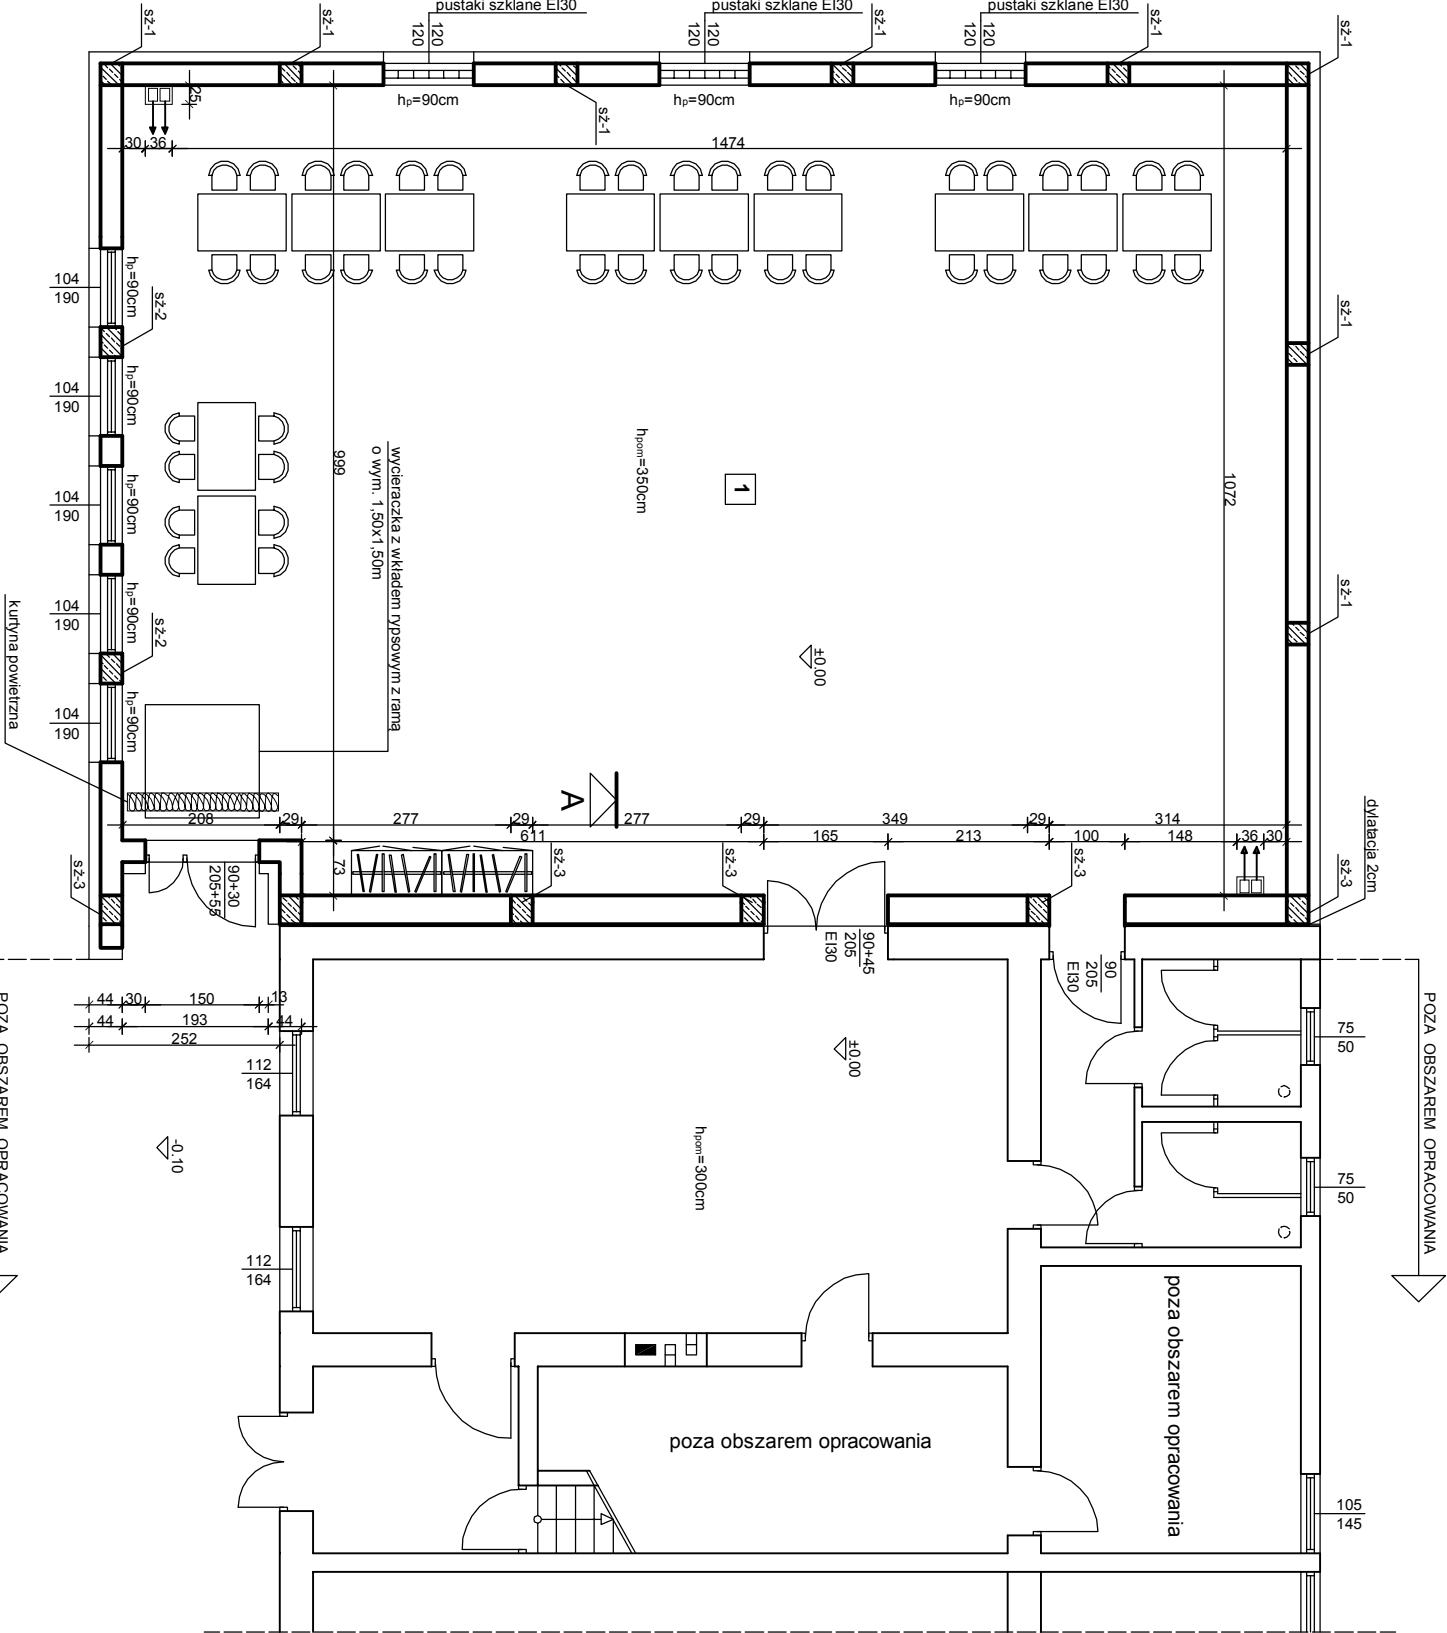 pustaki szklane EI30
pustaki szklane EI30
pustaki szklane EI30
sż-1
sż-1
120
120
120
120
sż-1
120
120
sż-1
sż-1
hp=90cm
hp=90cm
hp=90cm
sż-1
25
30
36
1474
hp=90cm
104
190
sż-2
sż-1
hp=90cm
104
190
999
hpom=350cm
1
1072
wycieraczka z wkładem rypsowym z ramą
o wym. 1,50x1,50m
hp=90cm
104
190
hp=90cm
104
190
sż-2
sż-1
±0.00
kurtyna powietrzna
hp=90cm
104
190
A
dylatacja 2cm
208
29
277
29
277
29
349
29
314
611
165
213
100
148
36
30
73
sż-3
sż-3
sż-3
sż-3
sż-3
90+30
205+55
90+45
205
EI30
90
205
EI30
44
30
150
13
44
193
44
252
POZA OBSZAREM OPRACOWANIA
POZA OBSZAREM OPRACOWANIA
75
50
112
164
±0.00
-0.10
hpom=300cm
75
50
112
164
poza obszarem opracowania
poza obszarem opracowania
105
145